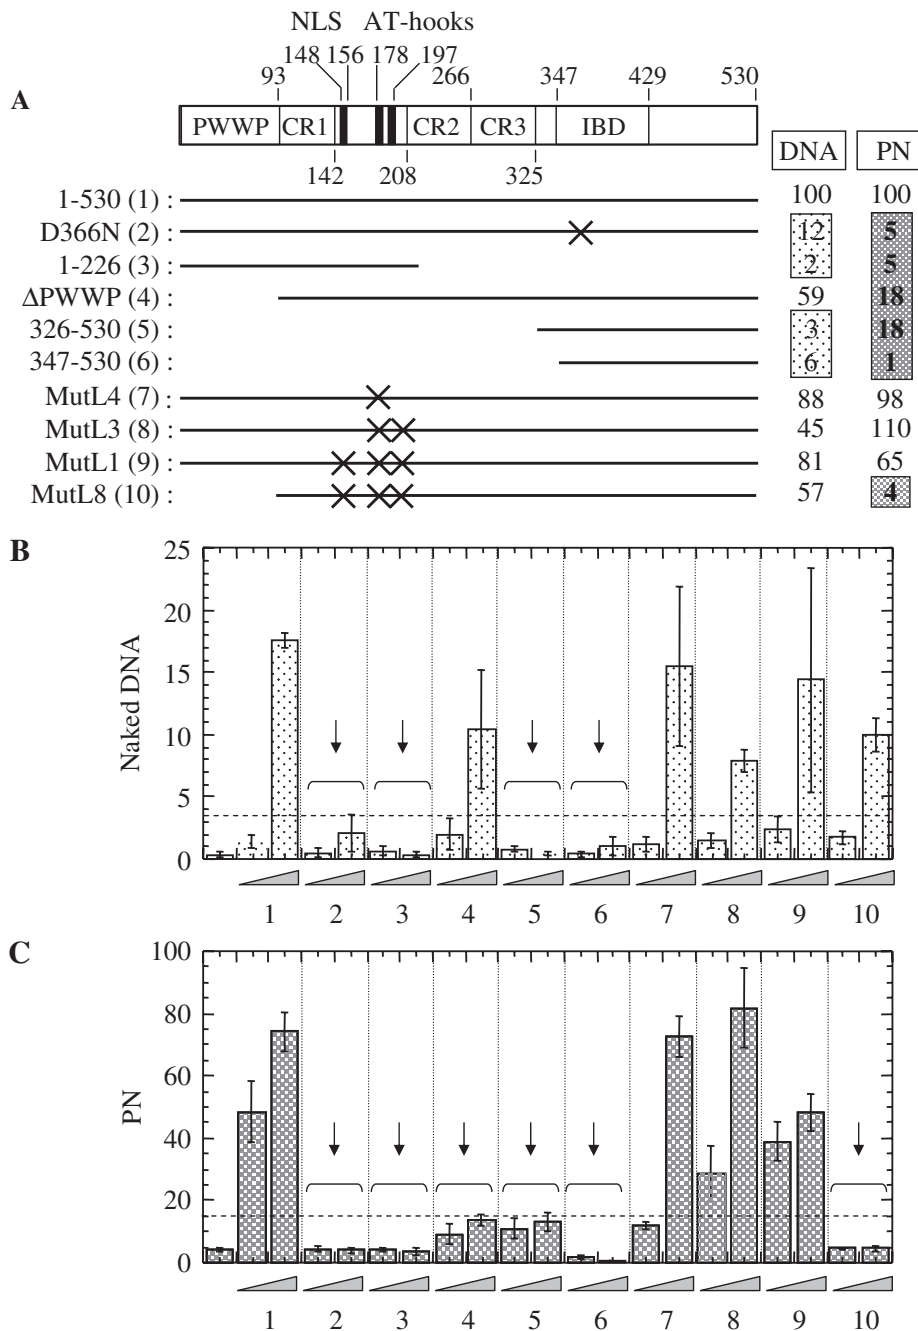 NLS AT-hooks
148 156 178 197
93 266 347 429 530
A
PWWP CR1 CR2 CR3 IBD
DNA PN
142 208 325
1-530 (1) : 100 100
D366N (2) : 12 5
1-226 (3) : 2 5
ΔPWWP (4) : 59 18
326-530 (5) : 3 18
347-530 (6) : 6 1
MutL4 (7) : 88 98
MutL3 (8) : 45 110
MutL1 (9) : 81 65
MutL8 (10) : 57 4
B
Naked DNA
25
20
15
10
5
0
1 2 3 4 5 6 7 8 9 10
C
PN
100
80
60
40
20
0
1 2 3 4 5 6 7 8 9 10